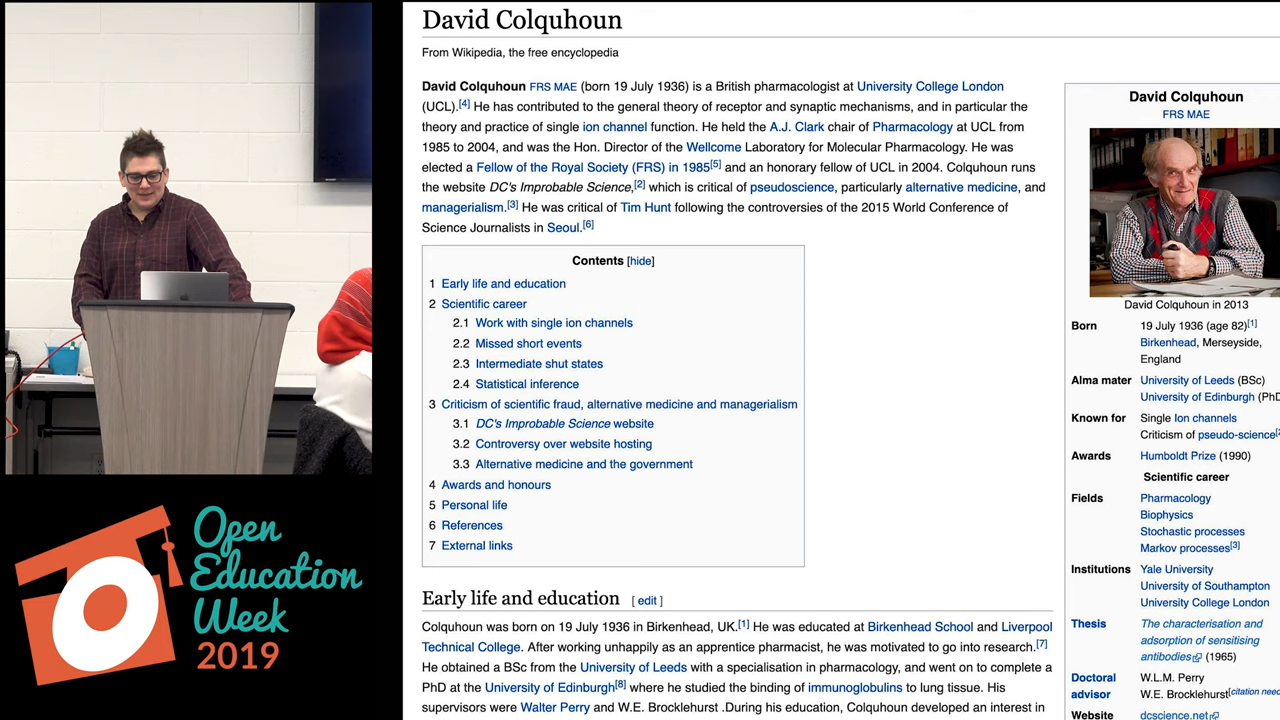 David Colquhoun
From Wikipedia, the free encyclopedia
David Colquhoun FRS MAE (born 19 July 1936) is a British pharmacologist at University College London
(UCL).[4] He has contributed to the general theory of receptor and synaptic mechanisms, and in particular the
theory and practice of single ion channel function. He held the A.J. Clark chair of Pharmacology at UCL from
1985 to 2004, and was the Hon. Director of the Wellcome Laboratory for Molecular Pharmacology. He was
elected a Fellow of the Royal Society (FRS) in 1985[5] and an honorary fellow of UCL in 2004. Colquhoun runs
the website DC's Improbable Science,[2] which is critical of pseudoscience, particularly alternative medicine, and
managerialism.[3] He was critical of Tim Hunt following the controversies of the 2015 World Conference of
Science Journalists in Seoul.[6]
Contents [hide]
1 Early life and education
2 Scientific career
2.1 Work with single ion channels
2.2 Missed short events
2.3 Intermediate shut states
2.4 Statistical inference
3 Criticism of scientific fraud, alternative medicine and managerialism
3.1 DC's Improbable Science website
3.2 Controversy over website hosting
3.3 Alternative medicine and the government
4 Awards and honours
5 Personal life
6 References
7 External links
Early life and education [ edit ]
Colquhoun was born on 19 July 1936 in Birkenhead, UK.[1] He was educated at Birkenhead School and Liverpool
Technical College. After working unhappily as an apprentice pharmacist, he was motivated to go into research.[7]
He obtained a BSc from the University of Leeds with a specialisation in pharmacology, and went on to complete a
PhD at the University of Edinburgh[8] where he studied the binding of immunoglobulins to lung tissue. His
supervisors were Walter Perry and W.E. Brocklehurst .During his education, Colquhoun developed an interest in
David Colquhoun
FRS MAE
David Colquhoun in 2013
Born 19 July 1936 (age 82)[1]
Birkenhead, Merseyside,
England
Alma mater University of Leeds (BSc)
University of Edinburgh (PhD
Known for Single Ion channels
Criticism of pseudo-science[2
Awards Humboldt Prize (1990)
Scientific career
Fields Pharmacology
Biophysics
Stochastic processes
Markov processes[3]
Institutions Yale University
University of Southampton
University College London
Thesis The characterisation and
adsorption of sensitising
antibodies (1965)
Doctoral W.L.M. Perry
advisor W.E. Brocklehurst[citation need
Website dcscience.net
Open
Education
Week
2019